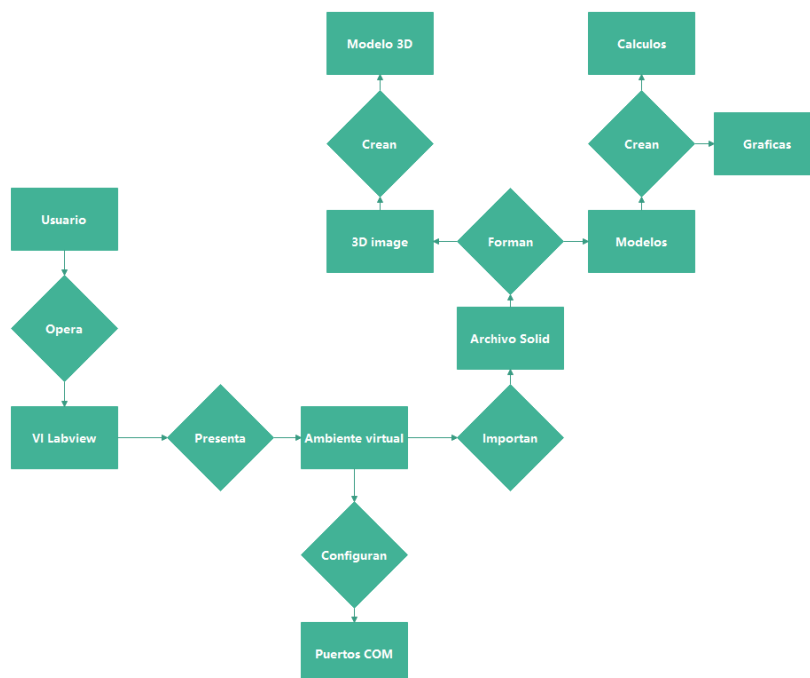 Modelo 3D
Calculos
Crean
Crean
Graficas
Usuario
3D image
Forman
Modelos
Opera
Archivo Solid
VI Labview
Presenta
Ambiente virtual
Importan
Configuran
Puertos COM